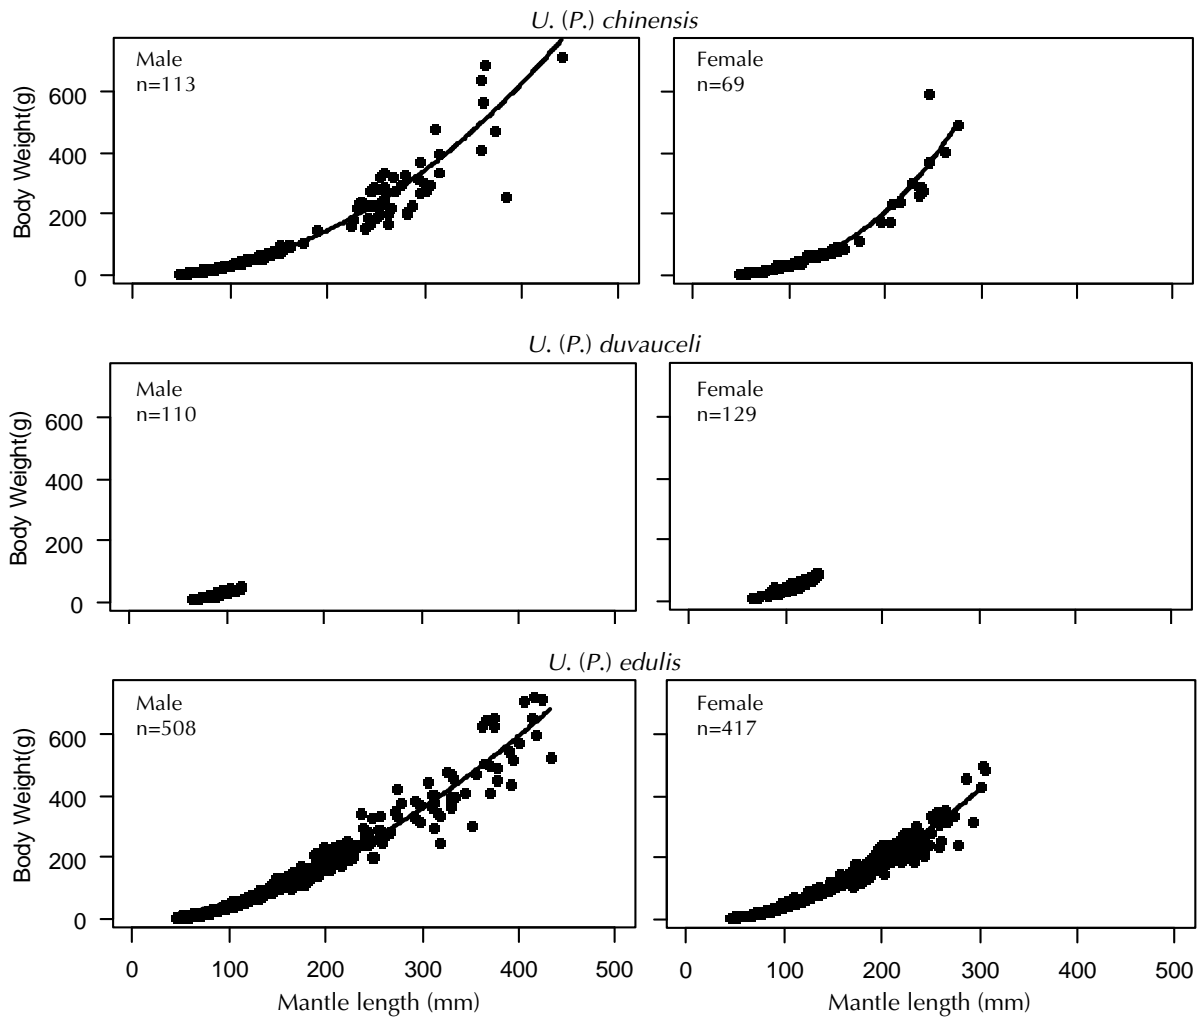 U. (P.) chinensis
Male
n=113
Female
n=69
Body Weight(g)
600
400
200
0
U. (P.) duvauceli
Male
n=110
Female
n=129
Body Weight(g)
600
400
200
0
U. (P.) edulis
Male
n=508
Female
n=417
Body Weight(g)
600
400
200
0
0 100 200 300 400 500 0 100 200 300 400 500
Mantle length (mm) Mantle length (mm)